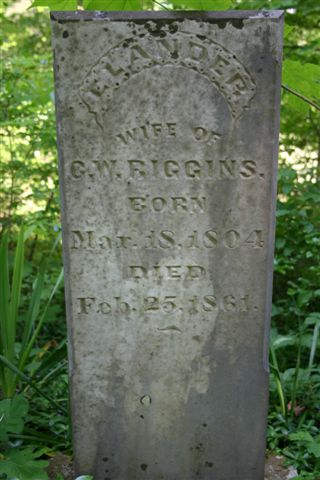 ELANDER
WIFE OF
G.W. RIGGINS.
BORN
Mar. 18. 1804
DIED
Feb. 25. 1861.